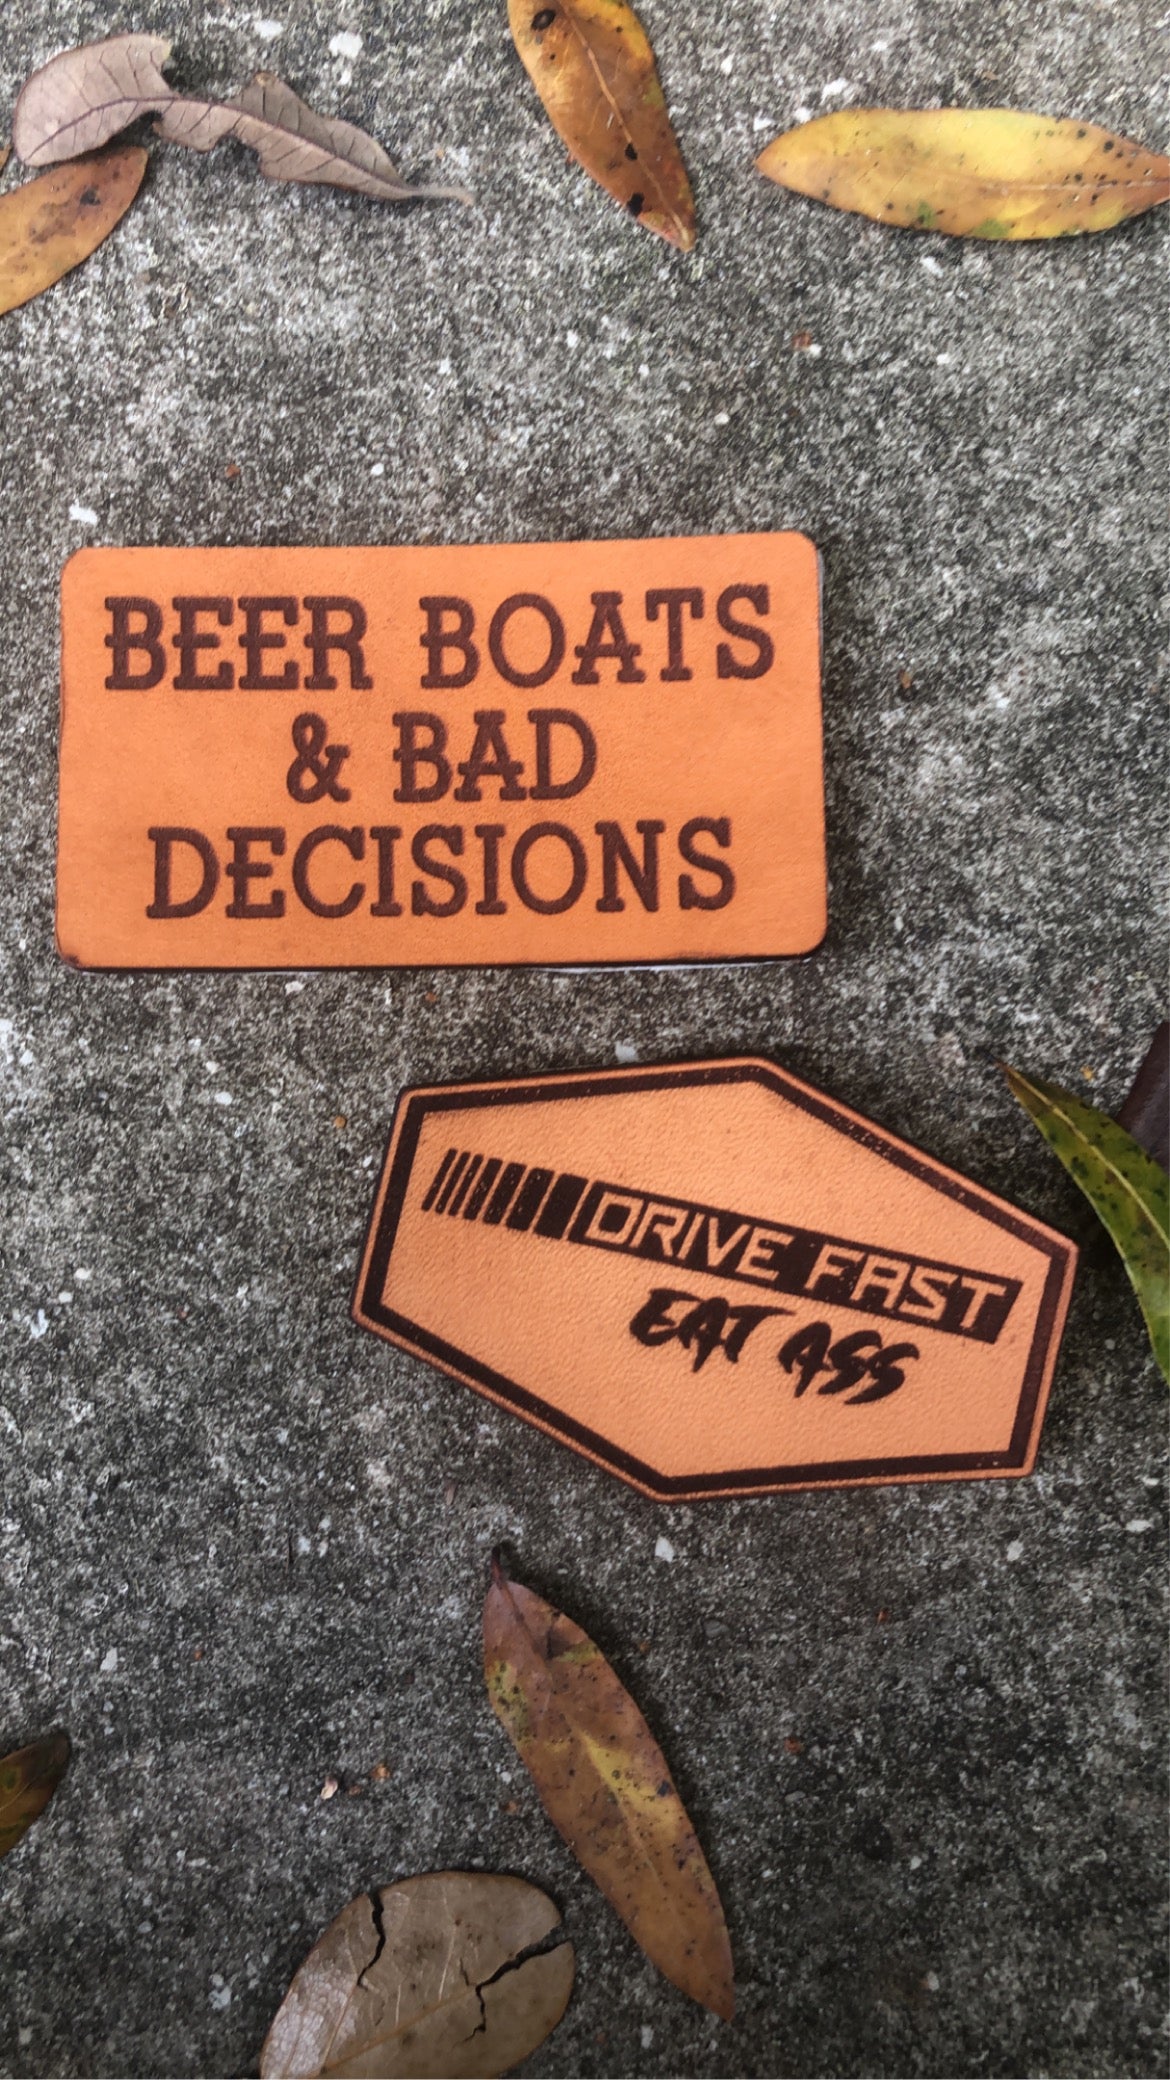 BEER BOATS
& BAD
DECISIONS
DRIVE FAST
EAT ASS